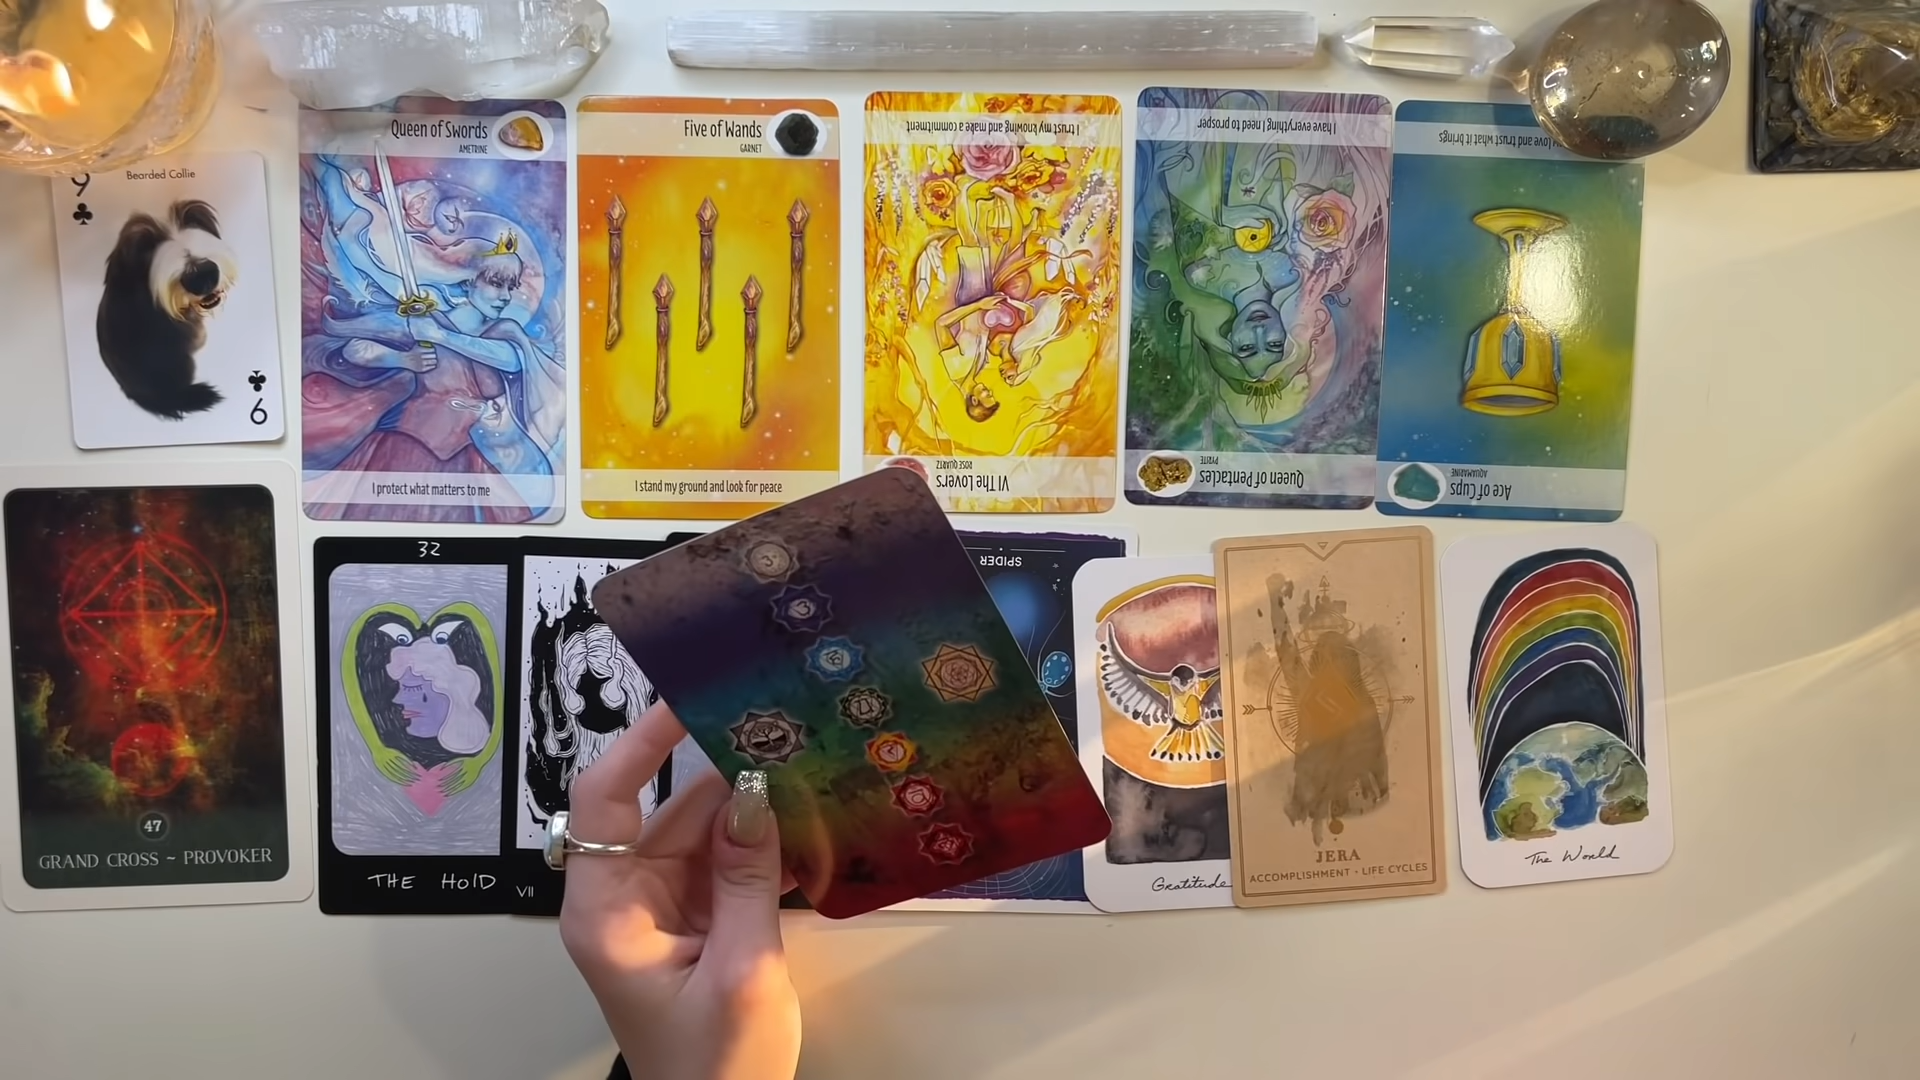 9
Bearded Collie
9
Queen of Swords
AMETRINE
I protect what matters to me
Five of Wands
GARNET
I stand my ground and look for peace
I trust my knowing and make a commitment
VI The Lovers
ROSE QUARTZ
I have everything I need to prosper
Queen of Pentacles
PYRITE
love and trust what it brings
Ace of Cups
AQUAMARINE
47
GRAND CROSS ~ PROVOKER
32
THE HOLD
VII
SPIDER
Gratitude
JERA
ACCOMPLISHMENT • LIFE CYCLES
The World